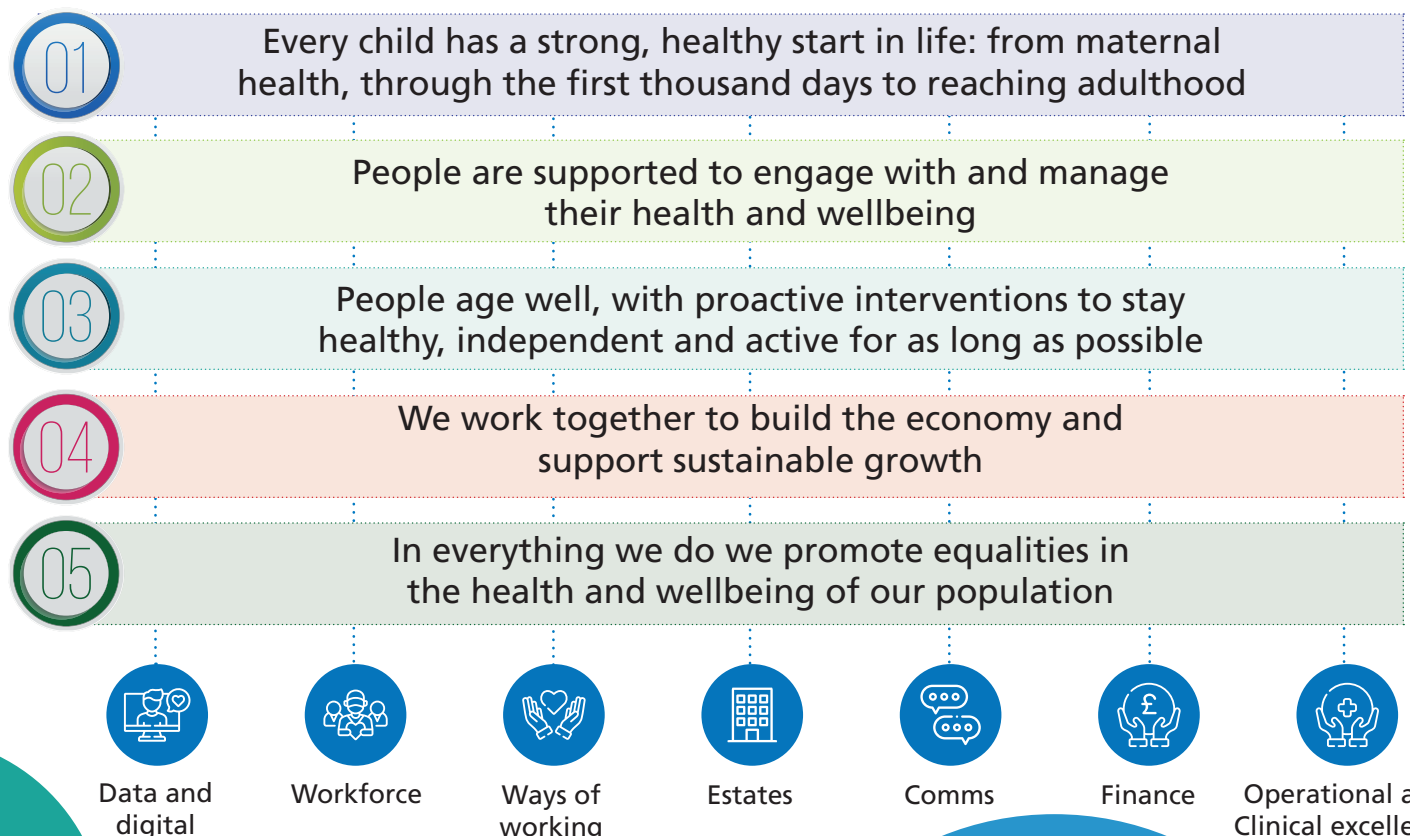 01
Every child has a strong, healthy start in life: from maternal
health, through the first thousand days to reaching adulthood
02
People are supported to engage with and manage
their health and wellbeing
03
People age well, with proactive interventions to stay
healthy, independent and active for as long as possible
04
We work together to build the economy and
support sustainable growth
05
In everything we do we promote equalities in
the health and wellbeing of our population
£
Data and
digital
Workforce
Ways of
working
Estates
Comms
Finance
Operational
Clinical